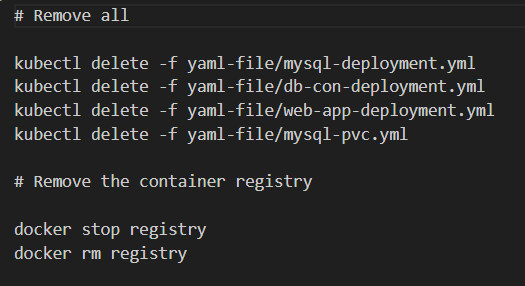 # Remove all
kubectl delete -f yaml-file/mysql-deployment.yml
kubectl delete -f yaml-file/db-con-deployment.yml
kubectl delete -f yaml-file/web-app-deployment.yml
kubectl delete -f yaml-file/mysql-pvc.yml
# Remove the container registry
docker stop registry
docker rm registry